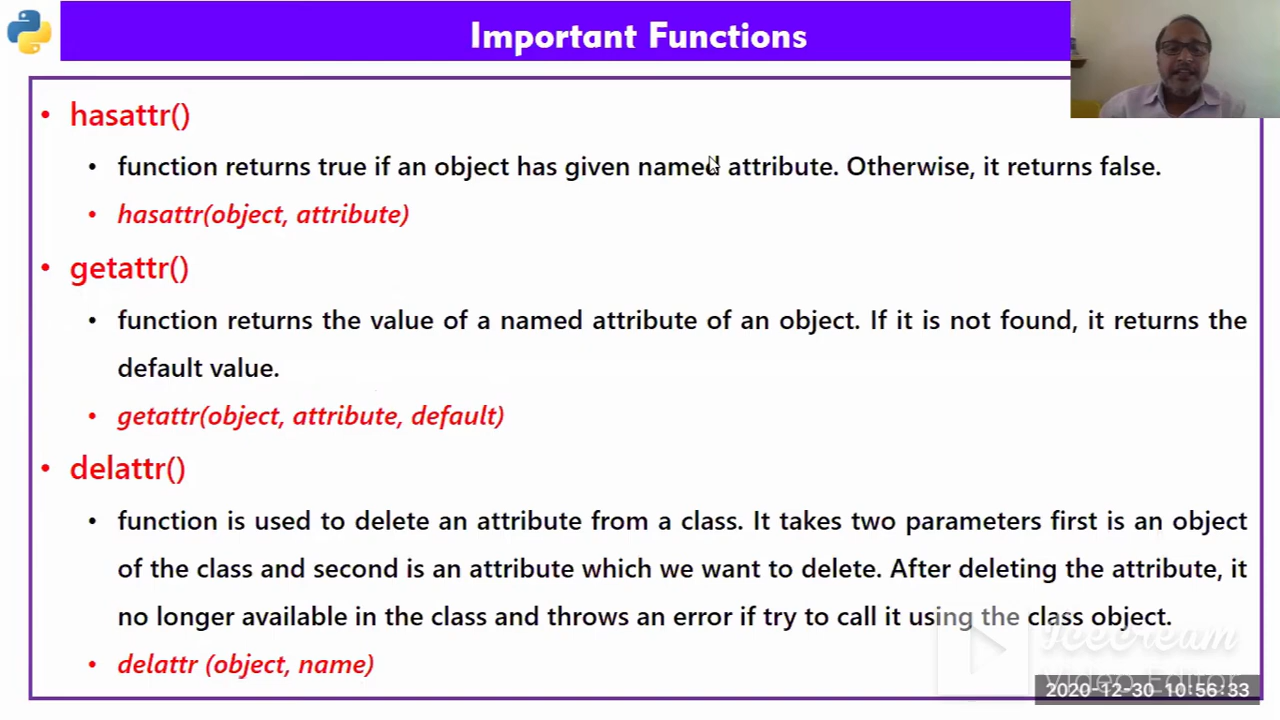 Important Functions
• hasattr()
• function returns true if an object has given named attribute. Otherwise, it returns false.
• hasattr(object, attribute)
• getattr()
• function returns the value of a named attribute of an object. If it is not found, it returns the
default value.
• getattr(object, attribute, default)
• delattr()
• function is used to delete an attribute from a class. It takes two parameters first is an object
of the class and second is an attribute which we want to delete. After deleting the attribute, it
no longer available in the class and throws an error if try to call it using the class object.
• delattr (object, name)
Icecream
Video Editor
2020-12-30 10:56:33